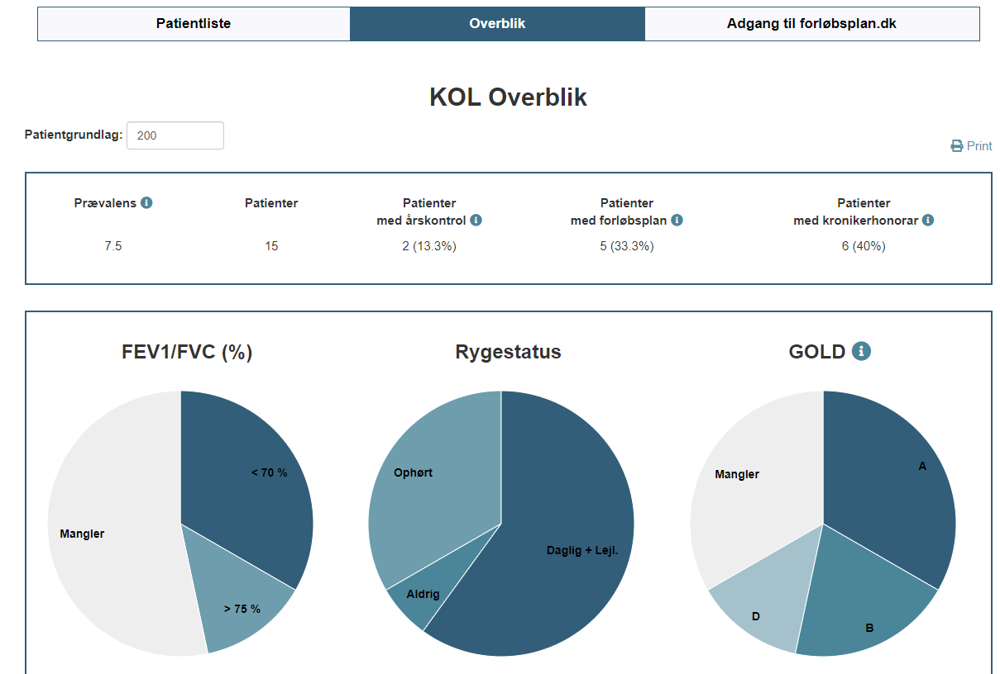 Patientliste
Overblik
Adgang til forløbsplan.dk
KOL Overblik
Patientgrundlag: 200
Print
Prævalens
Patienter
Patienter
med årskontrol
Patienter
med forløbsplan
Patienter
med kronikerhonorar
7.5
15
2 (13.3%)
5 (33.3%)
6 (40%)
FEV1/FVC (%)
Rygestatus
GOLD
< 70 %
Mangler
> 75 %
Ophørt
Daglig + Lejl.
Aldrig
A
Mangler
D
B